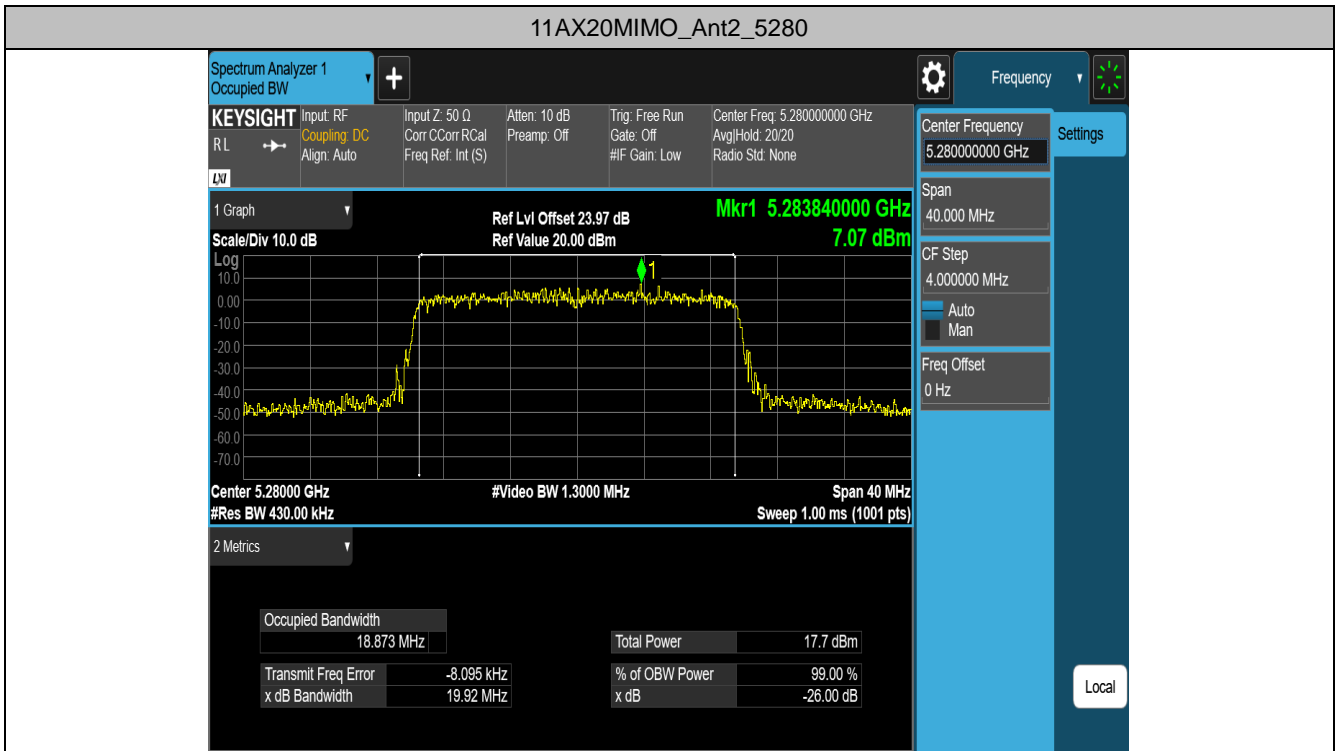 11AX20MIMO_Ant2_5280
Spectrum Analyzer 1
Occupied BW
+
Frequency
KEYSIGHT
RL
LXI
Input: RF
Coupling: DC
Align: Auto
Input Z: 50 Ω
Corr CCorr RCal
Freq Ref: Int (S)
Atten: 10 dB
Preamp: Off
Trig: Free Run
Gate: Off
#IF Gain: Low
Center Freq: 5.280000000 GHz
Avg|Hold: 20/20
Radio Std: None
Center Frequency
5.280000000 GHz
Settings
Span
40.000 MHz
CF Step
4.000000 MHz
Auto
Man
Freq Offset
0 Hz
Local
1 Graph
Scale/Div 10.0 dB
Ref Lvl Offset 23.97 dB
Ref Value 20.00 dBm
Mkr1 5.283840000 GHz
7.07 dBm
Log
1
10.0
0.00
-10.0
-20.0
-30.0
-40.0
-50.0
-60.0
-70.0
Center 5.28000 GHz
#Video BW 1.3000 MHz
Span 40 MHz
#Res BW 430.00 kHz
Sweep 1.00 ms (1001 pts)
2 Metrics
Occupied Bandwidth
18.873 MHz
Total Power 17.7 dBm
Transmit Freq Error -8.095 kHz
% of OBW Power 99.00 %
x dB Bandwidth 19.92 MHz
x dB -26.00 dB